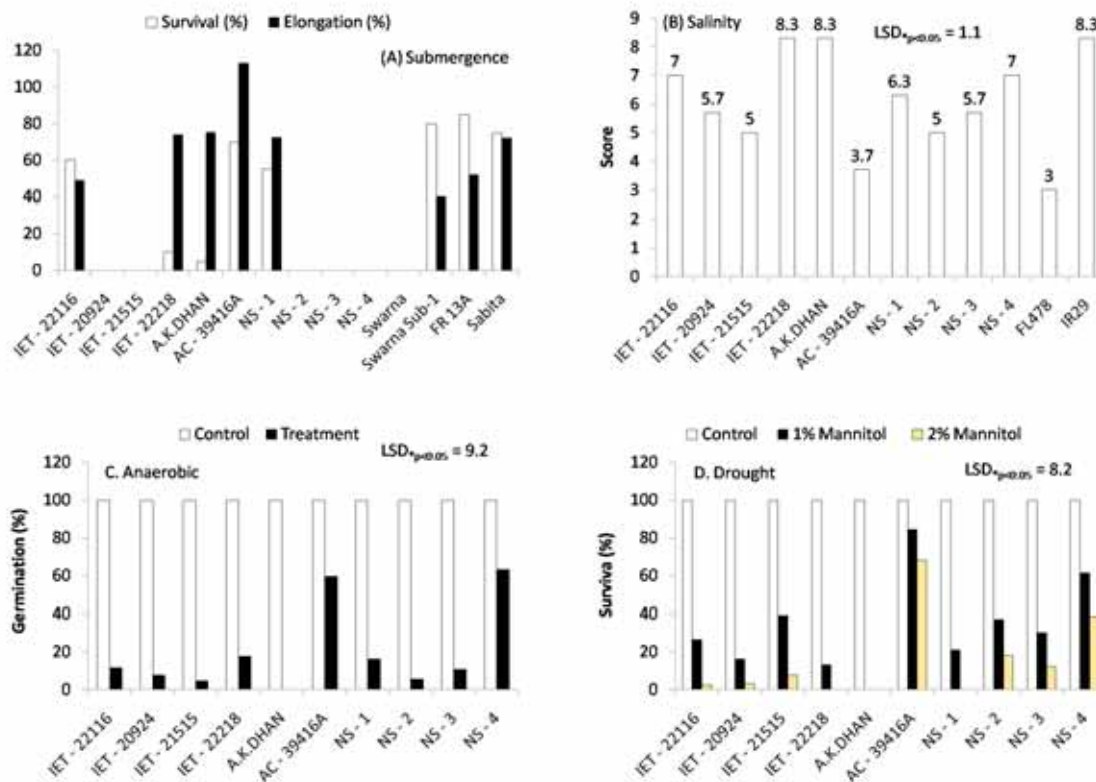 Survival (%) Elongation (%)
(A) Submergence
120
100
80
60
40
20
0
IET - 22116
IET - 20924
IET - 21515
IET - 22218
A.K.DHAN
AC - 39416A
NS - 1
NS - 2
NS - 3
NS - 4
Swarna
Swarna Sub-1
FR 13A
Sabita
(B) Salinity
LSD*p<0.05 = 1.1
Score
9
8
7
6
5
4
3
2
1
0
7
5.7
5
8.3
8.3
3.7
6.3
5
5.7
7
3
8.3
IET - 22116
IET - 20924
IET - 21515
IET - 22218
A.K.DHAN
AC - 39416A
NS - 1
NS - 2
NS - 3
NS - 4
FL478
IR29
Control Treatment
LSD*p<0.05 = 9.2
C. Anaerobic
Germination (%)
120
100
80
60
40
20
0
IET - 22116
IET - 20924
IET - 21515
IET - 22218
A.K.DHAN
AC - 39416A
NS - 1
NS - 2
NS - 3
NS - 4
Control 1% Mannitol 2% Mannitol
D. Drought
LSD*p<0.05 = 8.2
Surviva (%)
120
100
80
60
40
20
0
IET - 22116
IET - 20924
IET - 21515
IET - 22218
A.K.DHAN
AC - 39416A
NS - 1
NS - 2
NS - 3
NS - 4